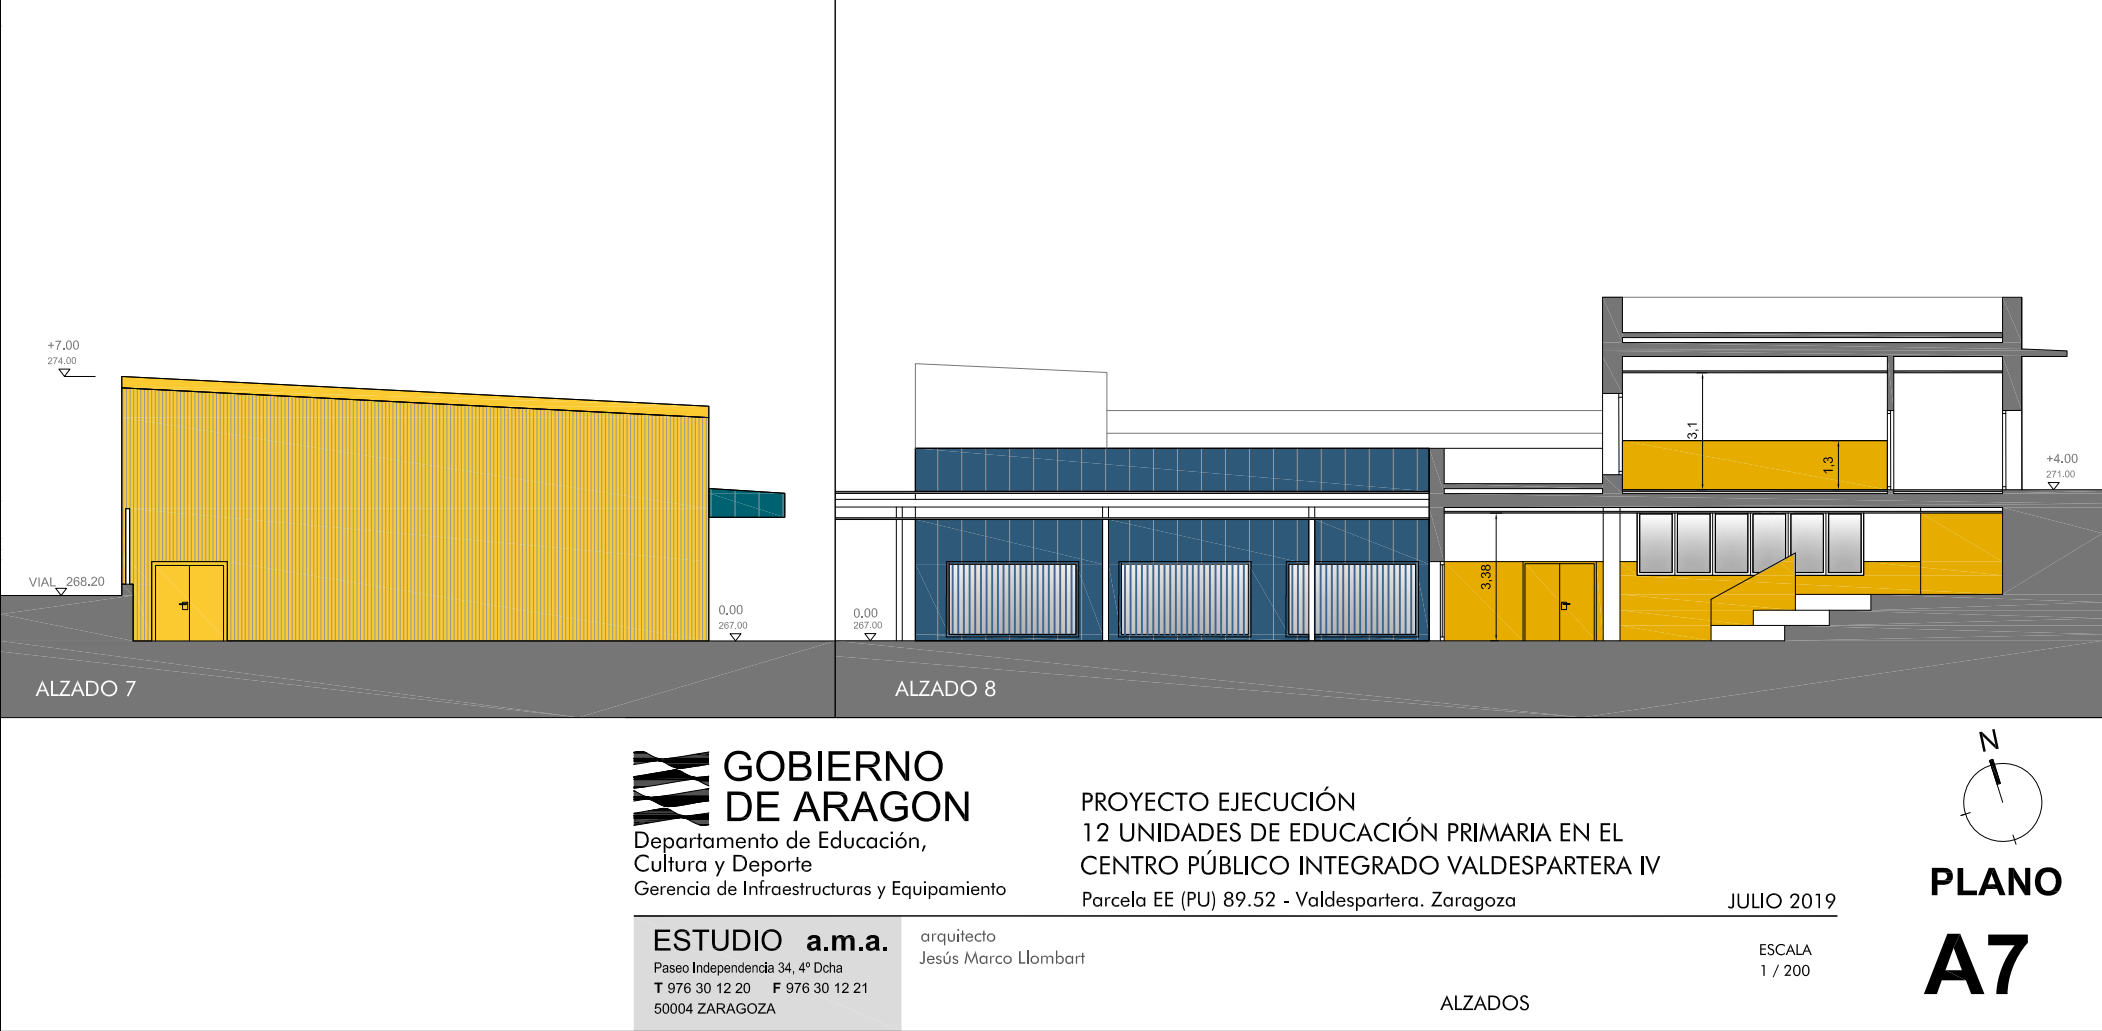 +7.00
274.00
VIAL 268.20
0.00
267.00
ALZADO 7
0.00
267.00
3,1
1,3
3,38
+4.00
271.00
ALZADO 8
GOBIERNO
DE ARAGON
Departamento de Educación,
Cultura y Deporte
Gerencia de Infraestructuras y Equipamiento
PROYECTO EJECUCIÓN
12 UNIDADES DE EDUCACIÓN PRIMARIA EN EL
CENTRO PÚBLICO INTEGRADO VALDESPARTERA IV
Parcela EE (PU) 89.52 - Valdespartera. Zaragoza
JULIO 2019
N
PLANO
A7
ESTUDIO a.m.a.
Paseo Independencia 34, 4º Dcha
T 976 30 12 20 F 976 30 12 21
50004 ZARAGOZA
arquitecto
Jesús Marco Llombart
ESCALA
1 / 200
ALZADOS